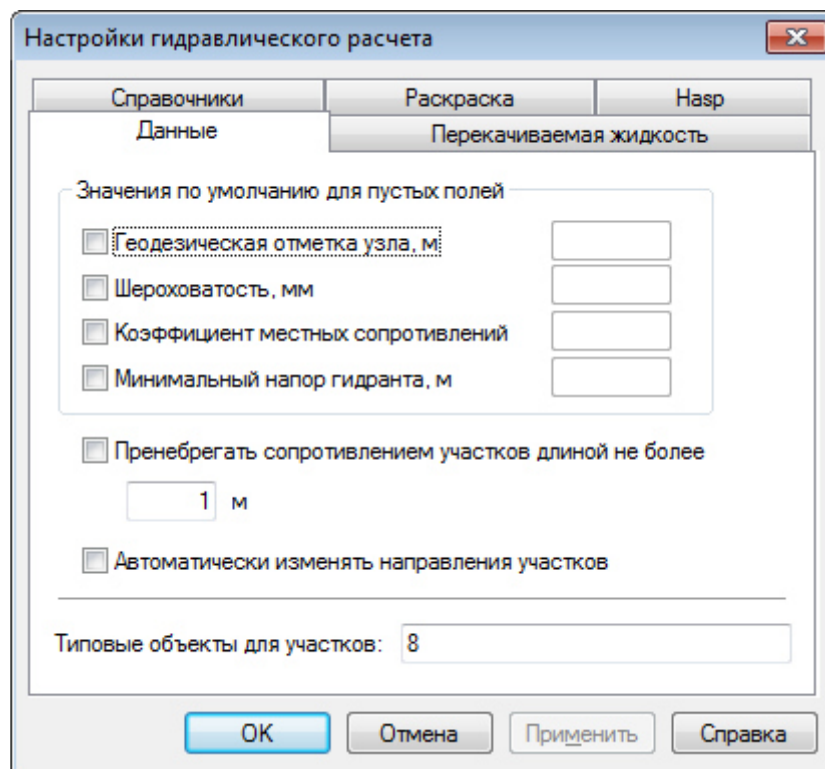 Настройки гидравлического расчета
Справочники Раскраска Hasp
Данные Перекачиваемая жидкость
Значения по умолчанию для пустых полей
Геодезическая отметка узла, м
Шероховатость, мм
Коэффициент местных сопротивлений
Минимальный напор гидранта, м
Пренебрегать сопротивлением участков длиной не более
1 м
Автоматически изменять направления участков
Типовые объекты для участков: 8
OK Отмена Применить Справка